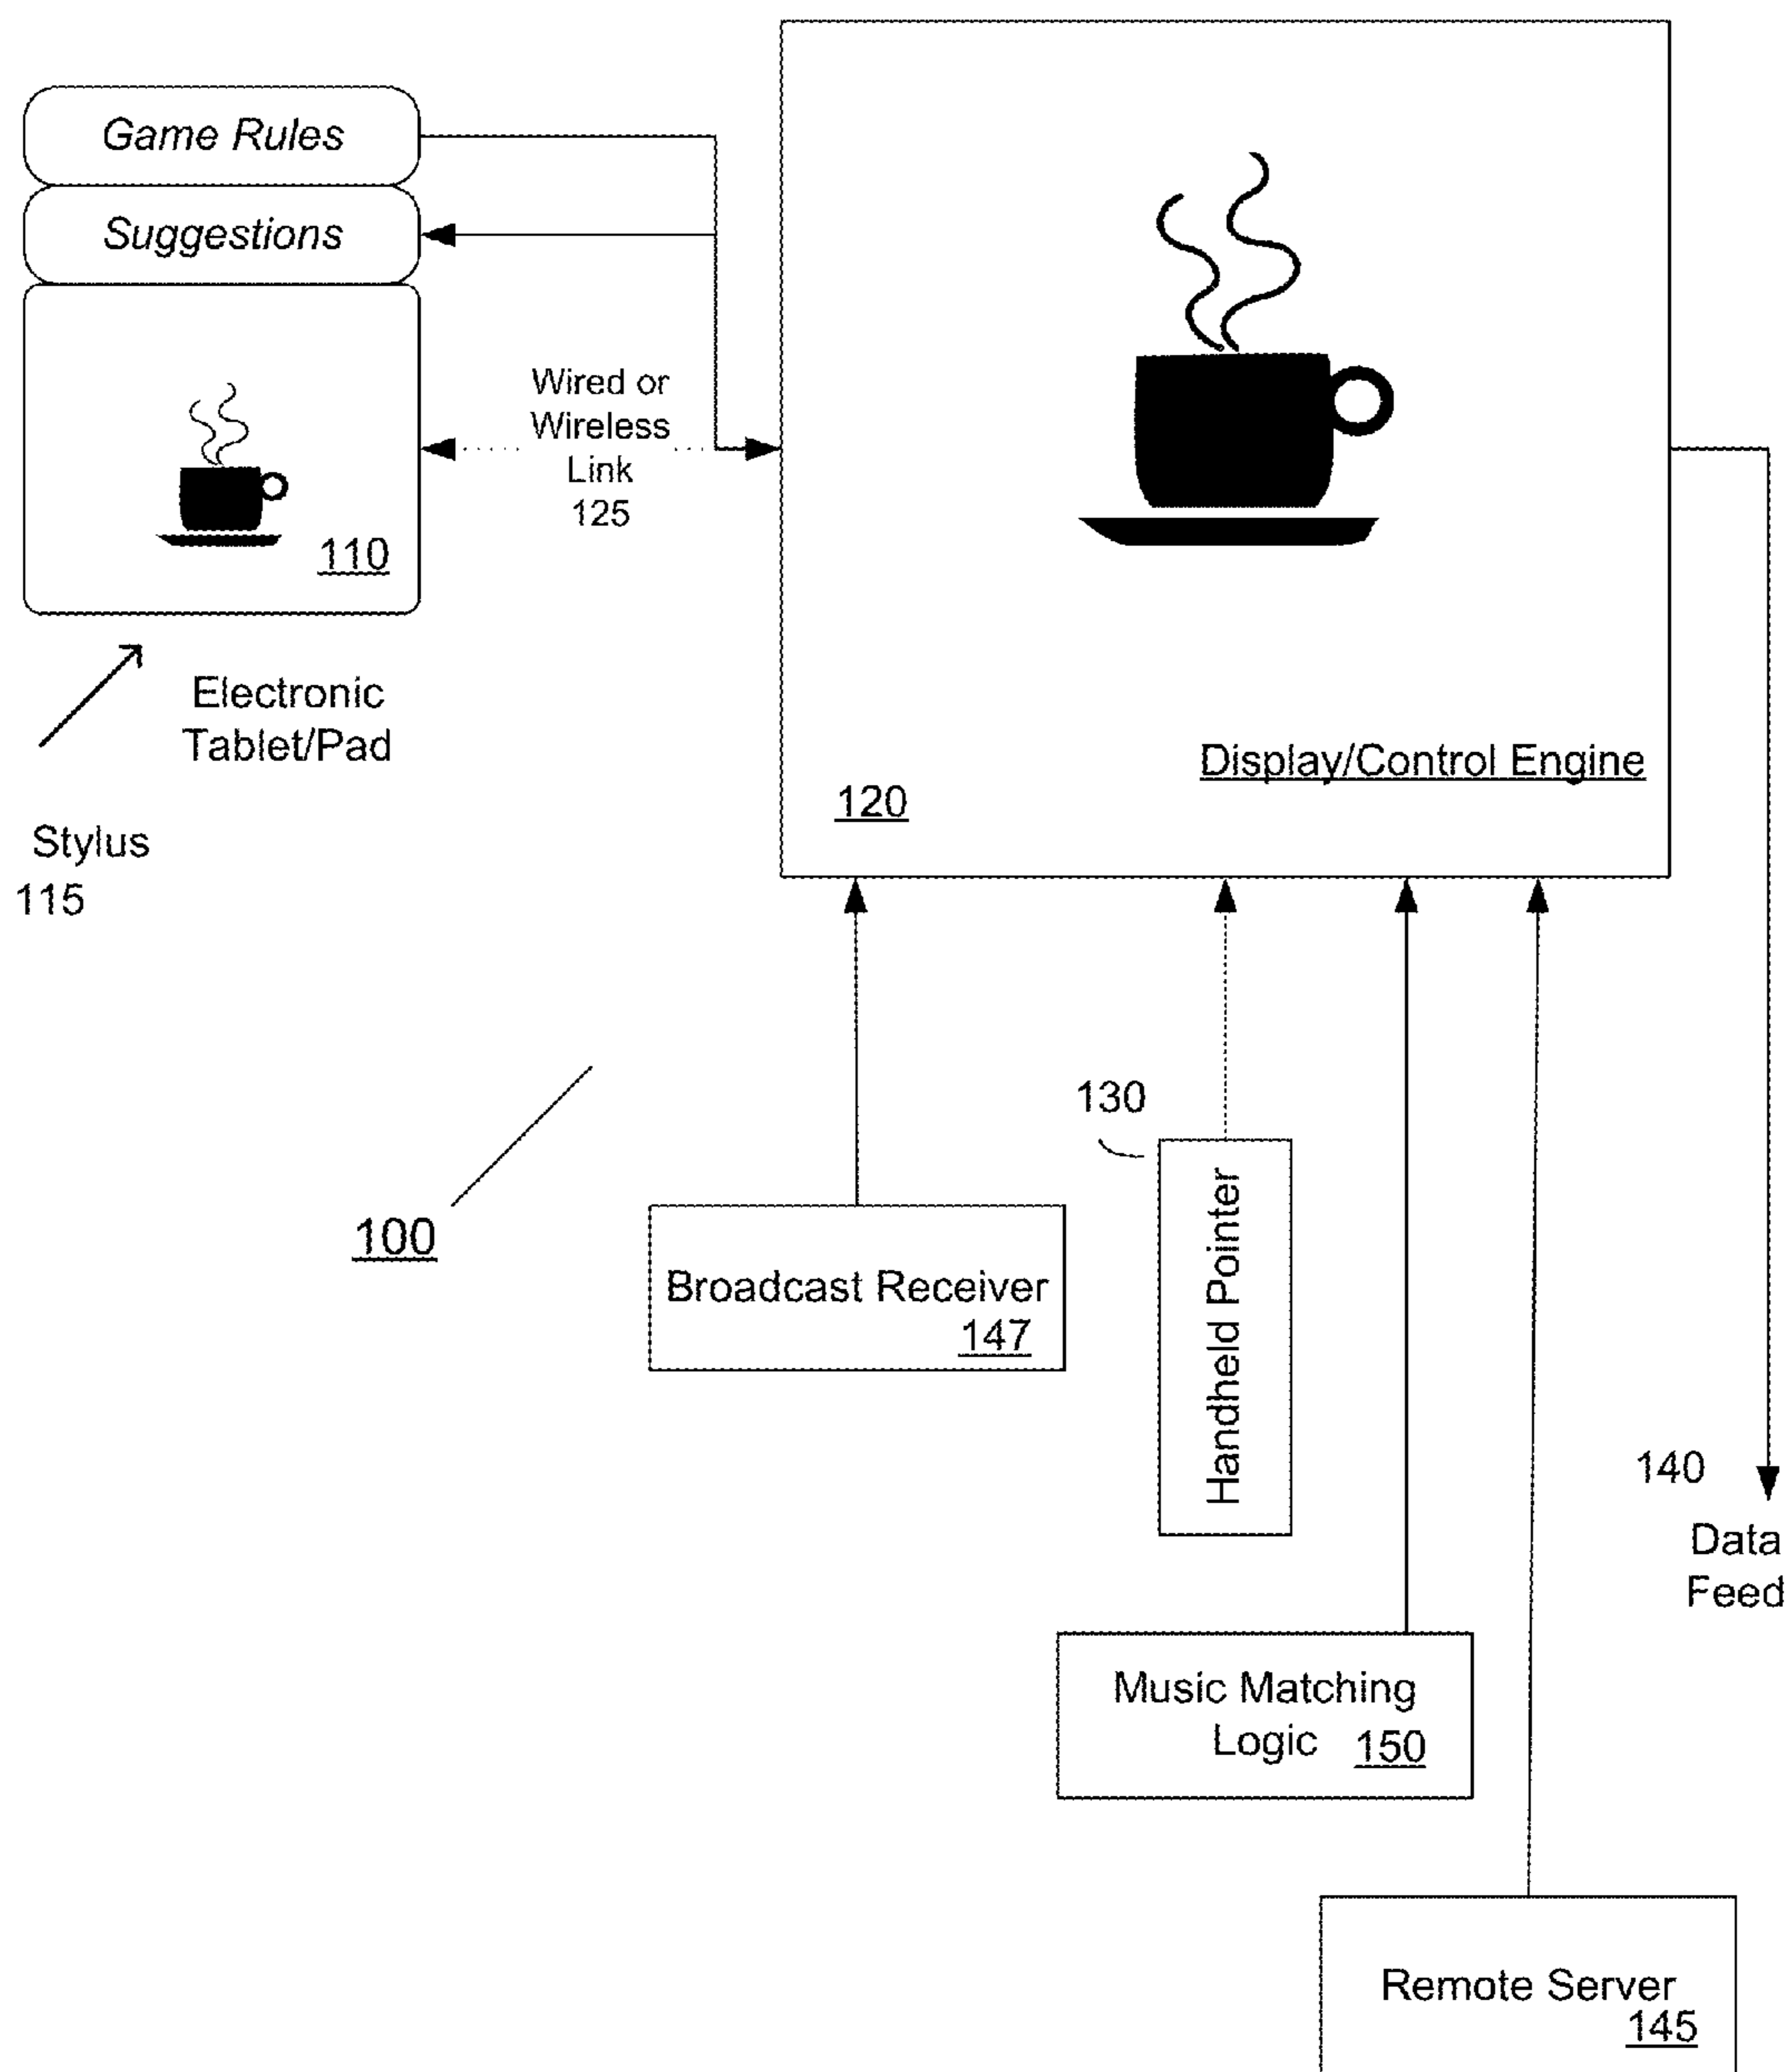 Game Rules
Suggestions
110
Wired or
Wireless
Link
125
Electronic
Tablet/Pad
Stylus
115
Display/Control Engine
120
100
Broadcast Receiver
147
130
Handheld Pointer
140
Data
Feed
Music Matching
Logic 150
Remote Server
145